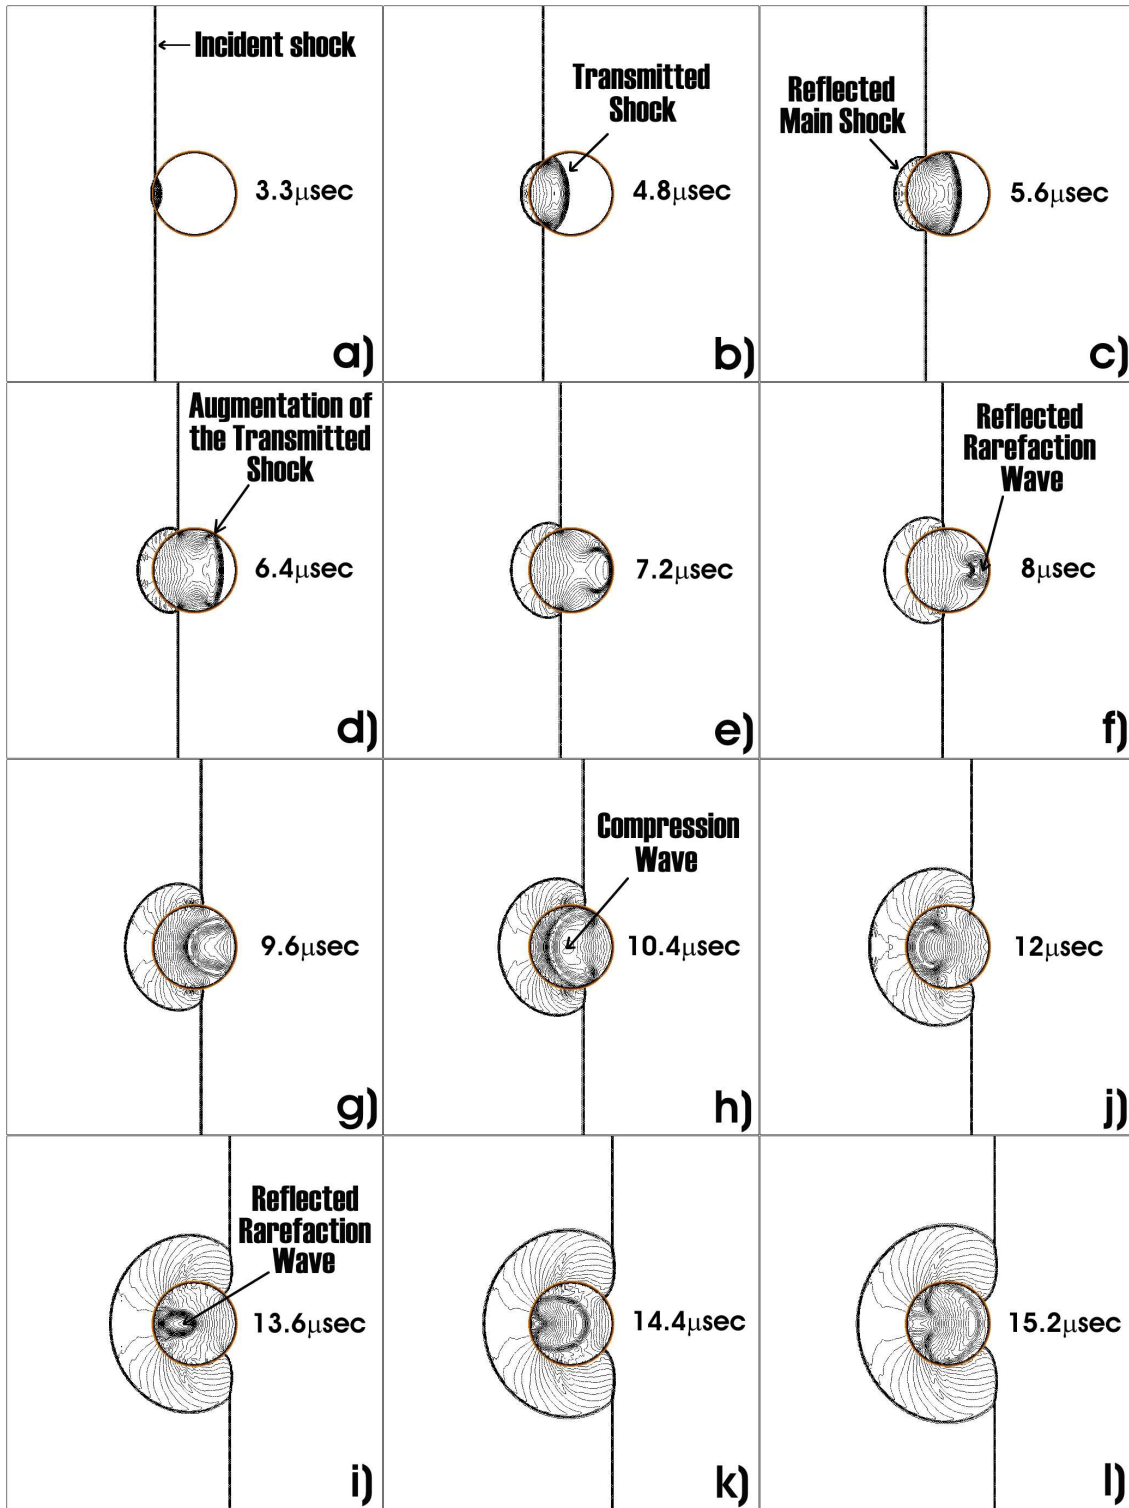 Incident shock
3.3μsec
a)
Transmitted
Shock
4.8μsec
b)
Reflected
Main Shock
5.6μsec
c)
Augmentation of
the Transmitted
Shock
6.4μsec
d)
7.2μsec
e)
Reflected
Rarefaction
Wave
8μsec
f)
9.6μsec
g)
Compression
Wave
10.4μsec
h)
12μsec
j)
Reflected
Rarefaction
Wave
13.6μsec
i)
14.4μsec
k)
15.2μsec
l)